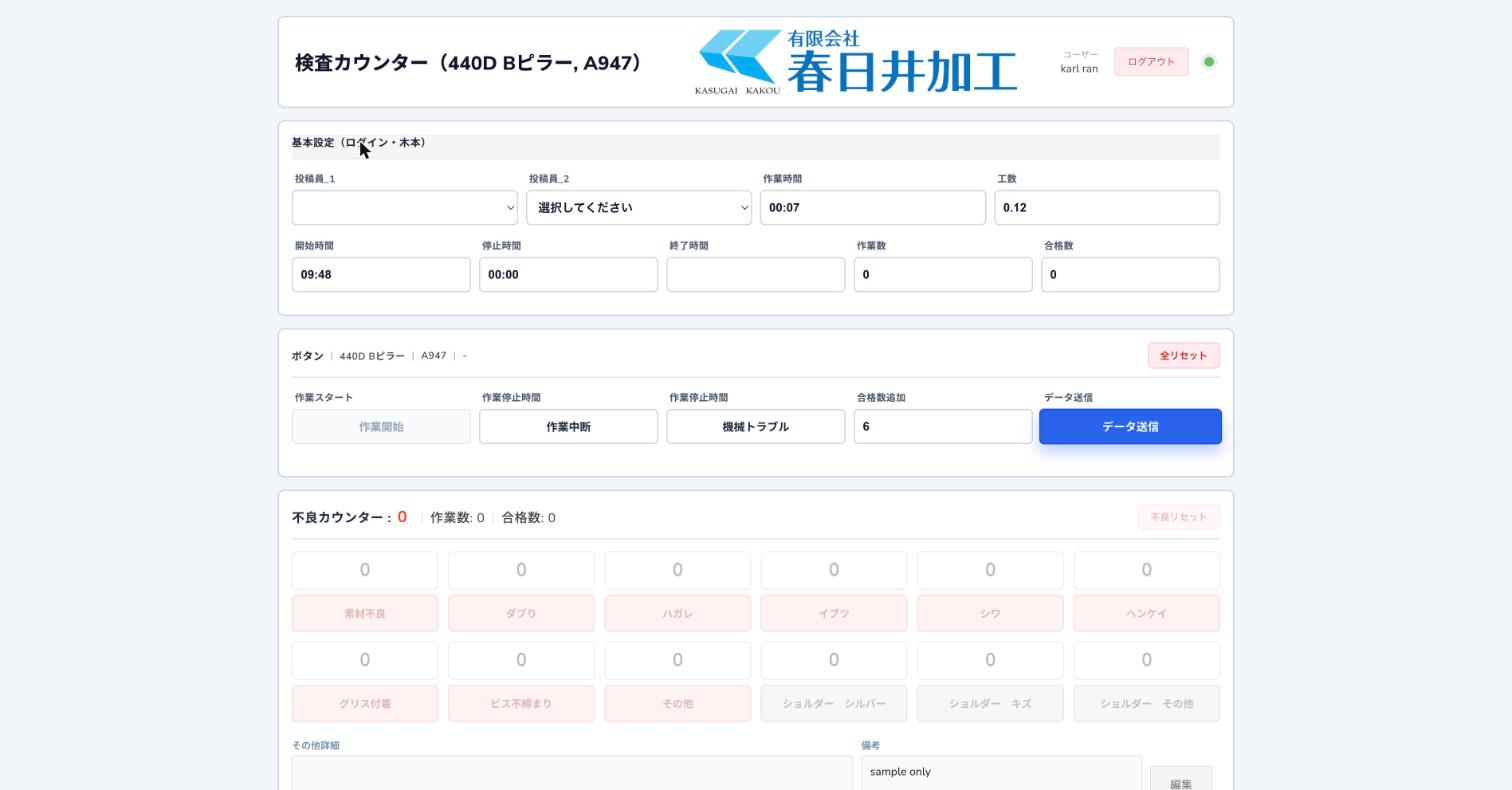 検査カウンター（440D Bピラー, A947）
有限会社
春日井加工
KASUGAI KAKOU
ユーザー
karl ran
ログアウト
基本設定（ログイン・木本）
投稿員_1 投稿員_2 作業時間 工数
選択してください 00:07 0.12
開始時間 停止時間 終了時間 作業数 合格数
09:48 00:00 0 0
ボタン | 440D Bピラー | A947 | - 全リセット
作業スタート 作業停止時間 作業停止時間 合格数追加 データ送信
作業開始 作業中断 機械トラブル 6 データ送信
不良カウンター : 0 | 作業数: 0 | 合格数: 0 不良リセット
0 0 0 0 0 0
素材不良 ダブり ハガレ イブツ シワ ヘンケイ
0 0 0 0 0 0
グリス付着 ビス不締まり その他 ショルダー　シルバー ショルダー　キズ ショルダー　その他
その他詳細 備考
sample only
編集